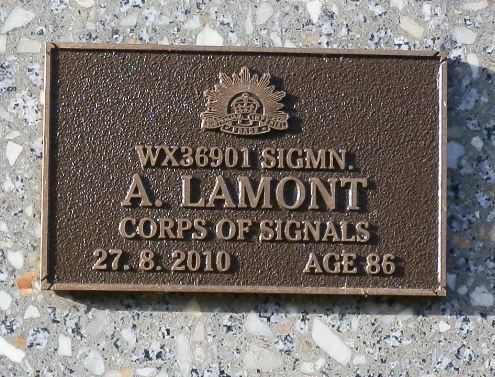 WX36901 SIGMN.
A. LAMONT
CORPS OF SIGNALS
27. 8. 2010 AGE 86